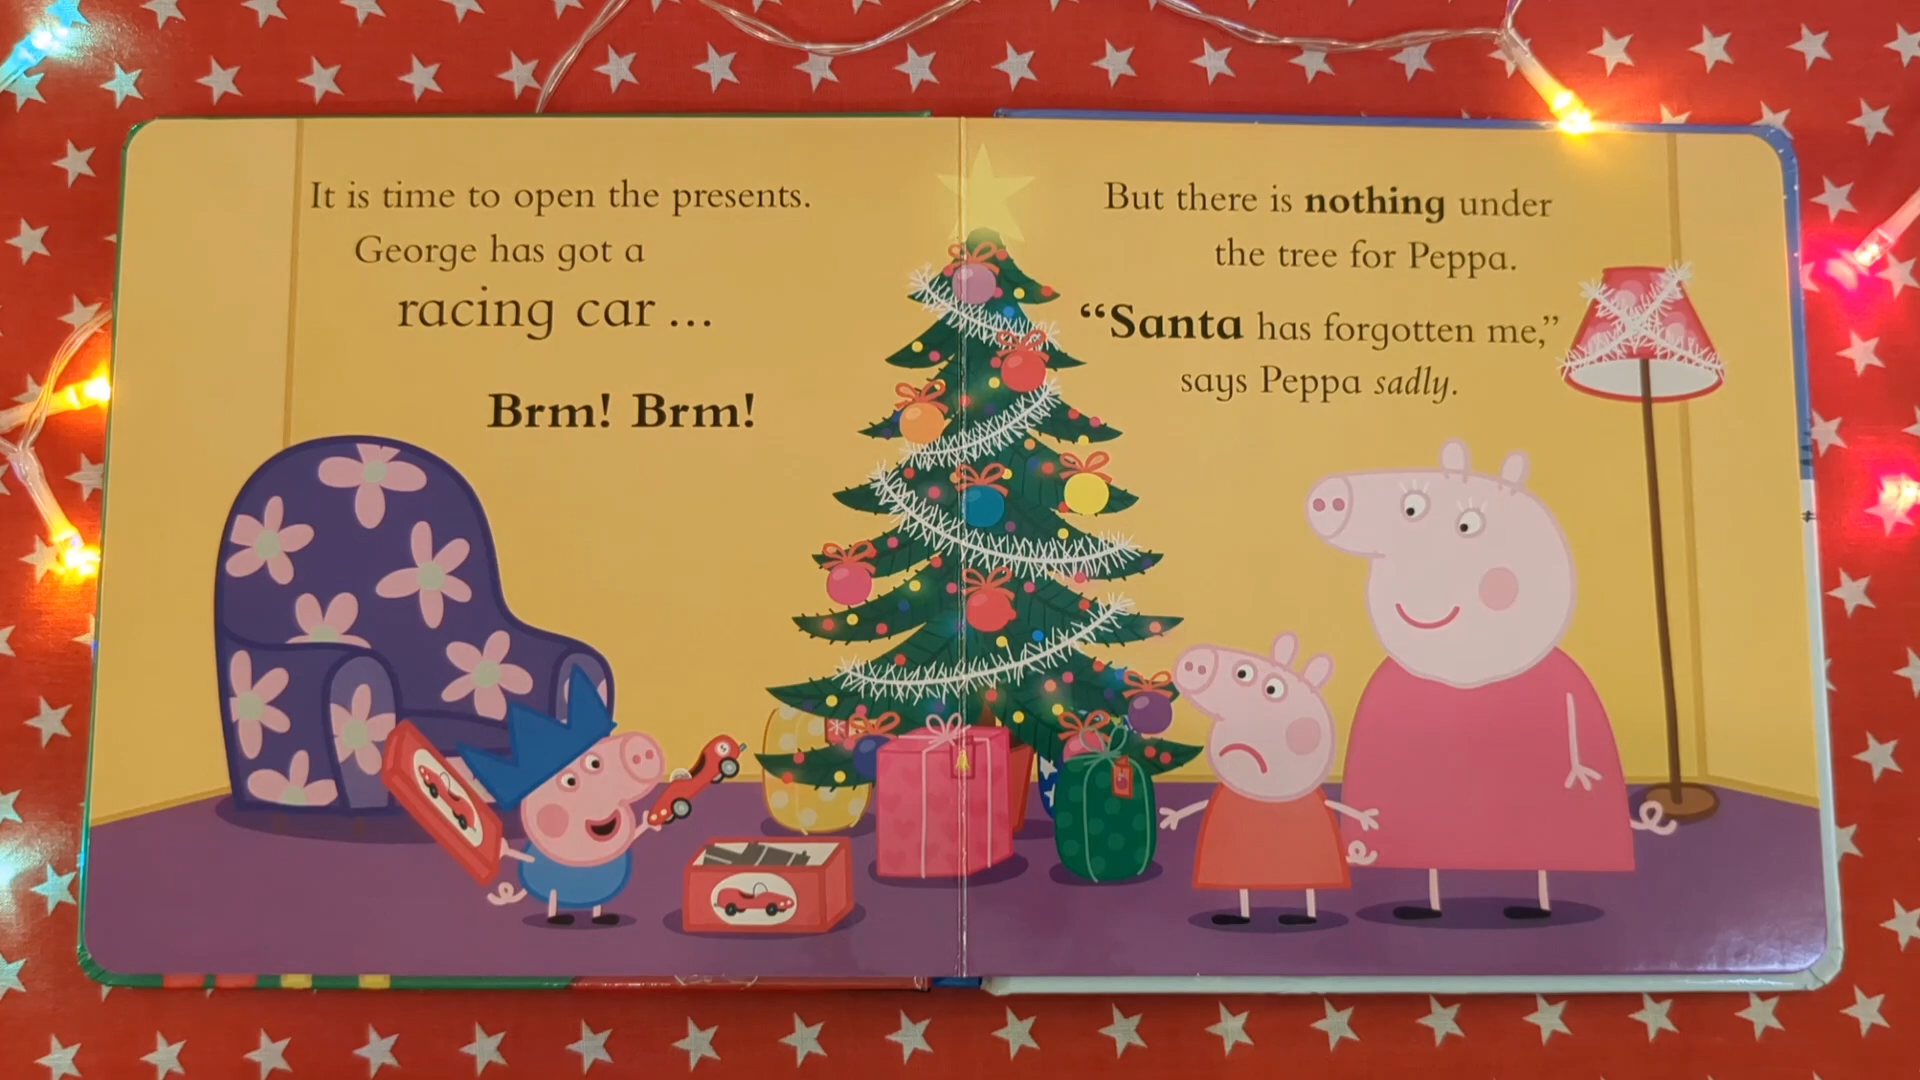 It is time to open the presents.
George has got a
racing car ...
Brm! Brm!
But there is nothing under
the tree for Peppa.
“Santa has forgotten me,”
says Peppa sadly.